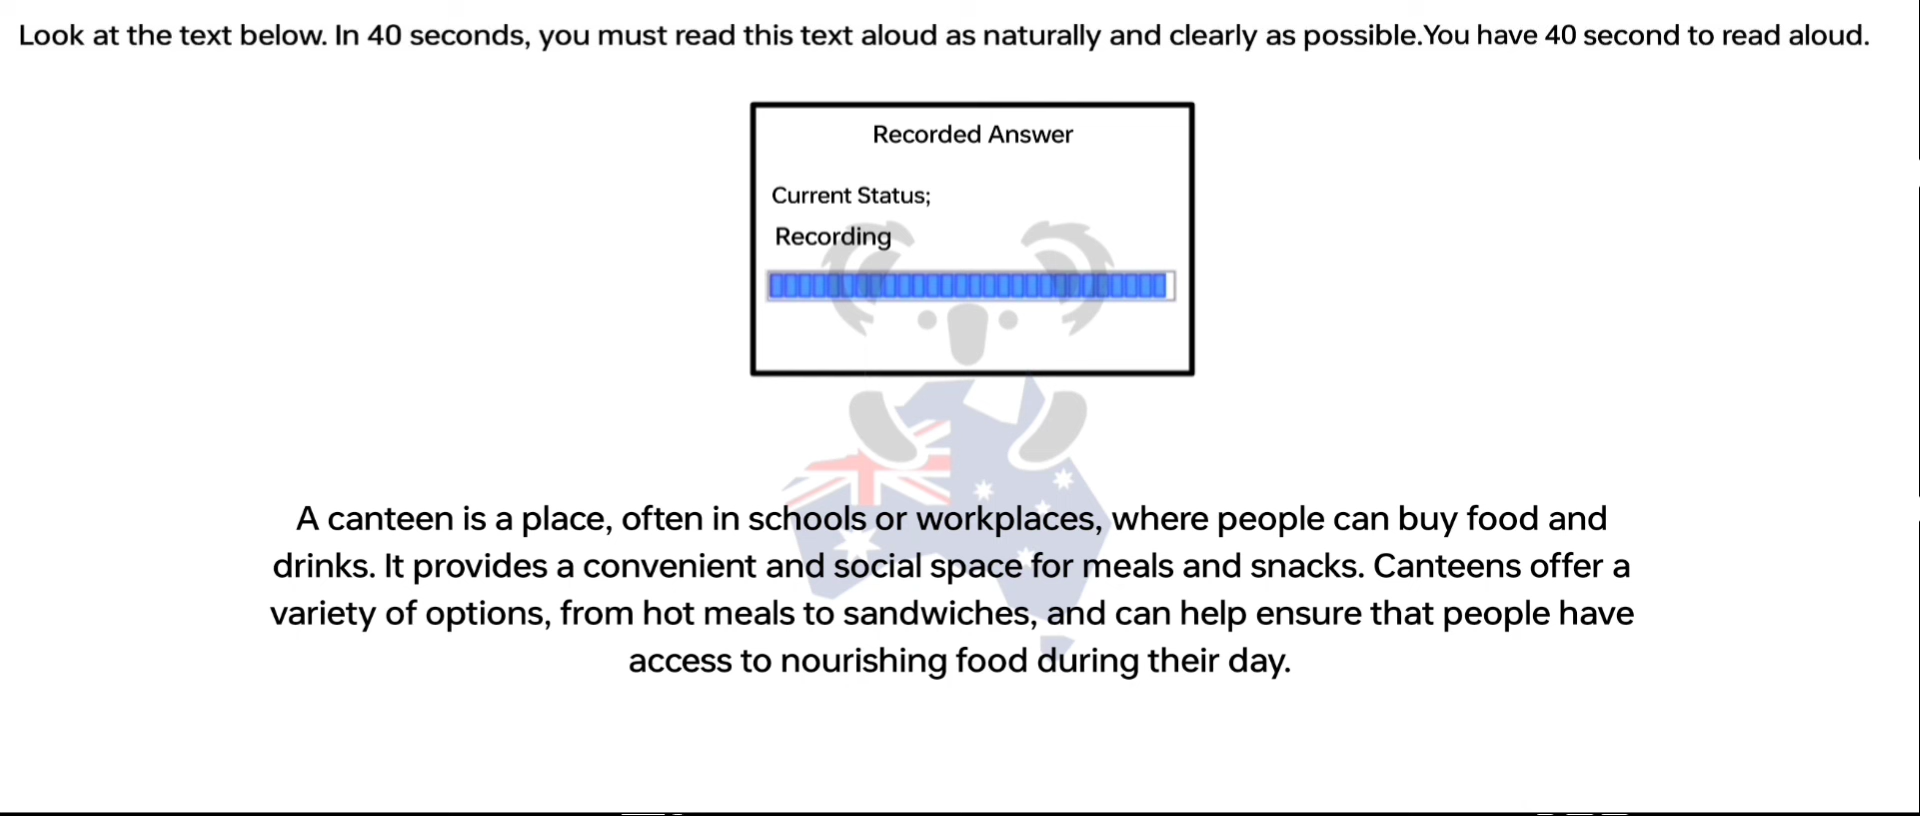 Look at the text below. In 40 seconds, you must read this text aloud as naturally and clearly as possible.You have 40 second to read aloud.
Recorded Answer
Current Status;
Recording
A canteen is a place, often in schools or workplaces, where people can buy food and
drinks. It provides a convenient and social space for meals and snacks. Canteens offer a
variety of options, from hot meals to sandwiches, and can help ensure that people have
access to nourishing food during their day.